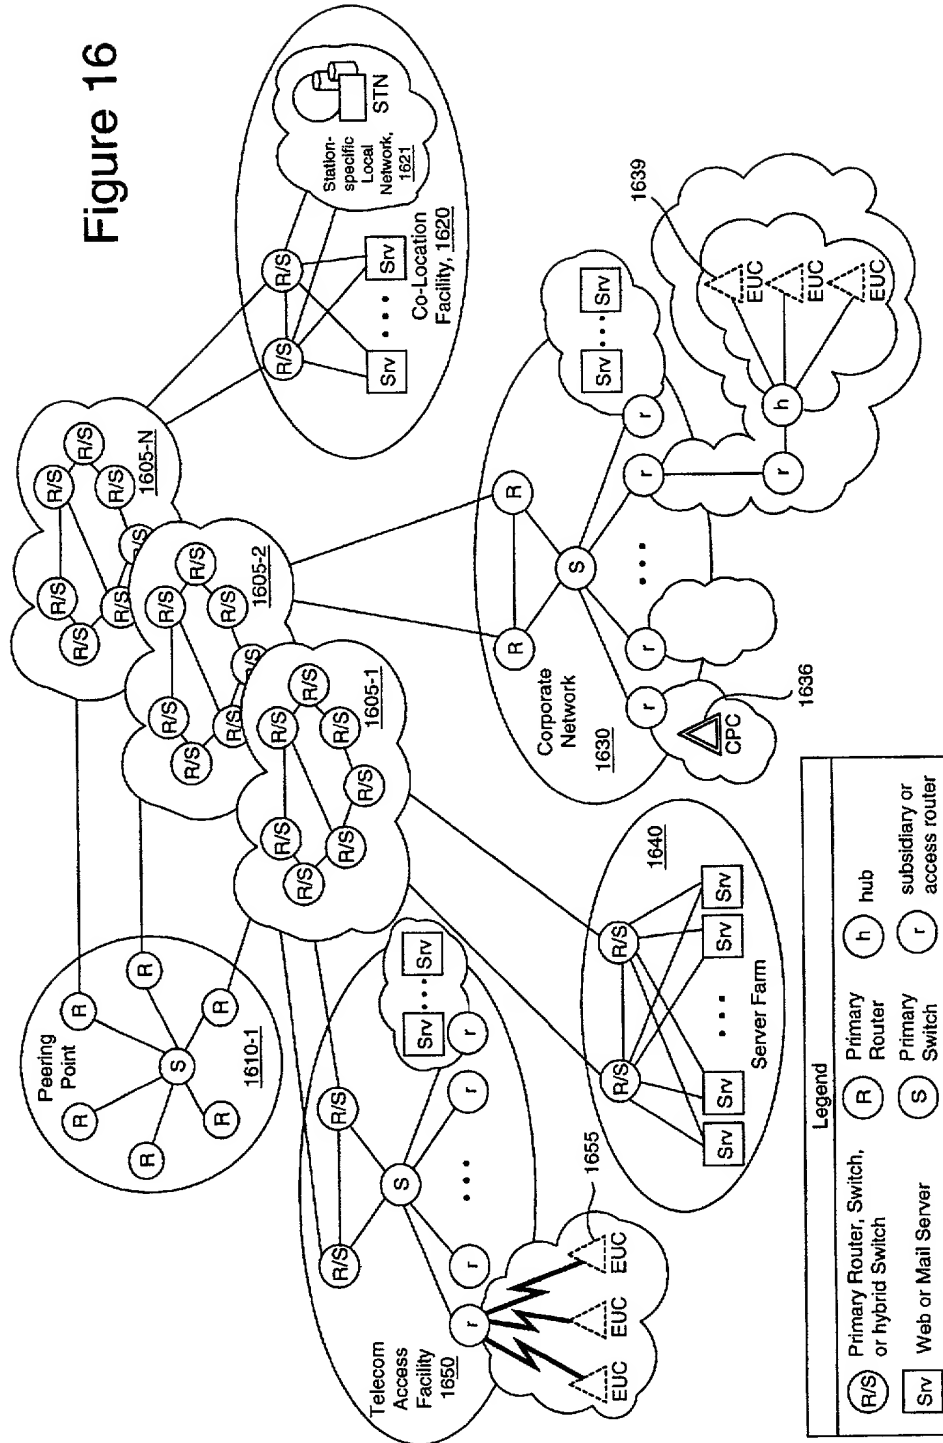 Figure 16
Peering
Point
R
R
R
R
R
R
S
1610-1
R/S
R/S
R/S
R/S
R/S
R/S
R/S
R/S
1605-1
R/S
R/S
R/S
R/S
R/S
R/S
R/S
1605-2
R/S
R/S
R/S
R/S
R/S
R/S
R/S
1605-N
Telecom
Access
Facility
1650
R/S
R/S
S
r
r
• • •
r
r
Srv
• • •
Srv
EUC
EUC
EUC
1655
R/S
R/S
1640
Srv
Srv
• • •
Srv
Srv
Server Farm
Corporate
Network
1630
R
R
S
r
r
• • •
r
r
Srv
• • •
Srv
CPC
1636
r
h
EUC
EUC
EUC
1639
R/S
R/S
Srv
• • •
Srv
Co-Location
Facility, 1620
Station-
specific
Local
Network,
1621
STN
Legend
R/S Primary Router, Switch,
or hybrid Switch
R Primary
Router
h hub
Srv Web or Mail Server
S Primary
Switch
r subsidiary or
access router